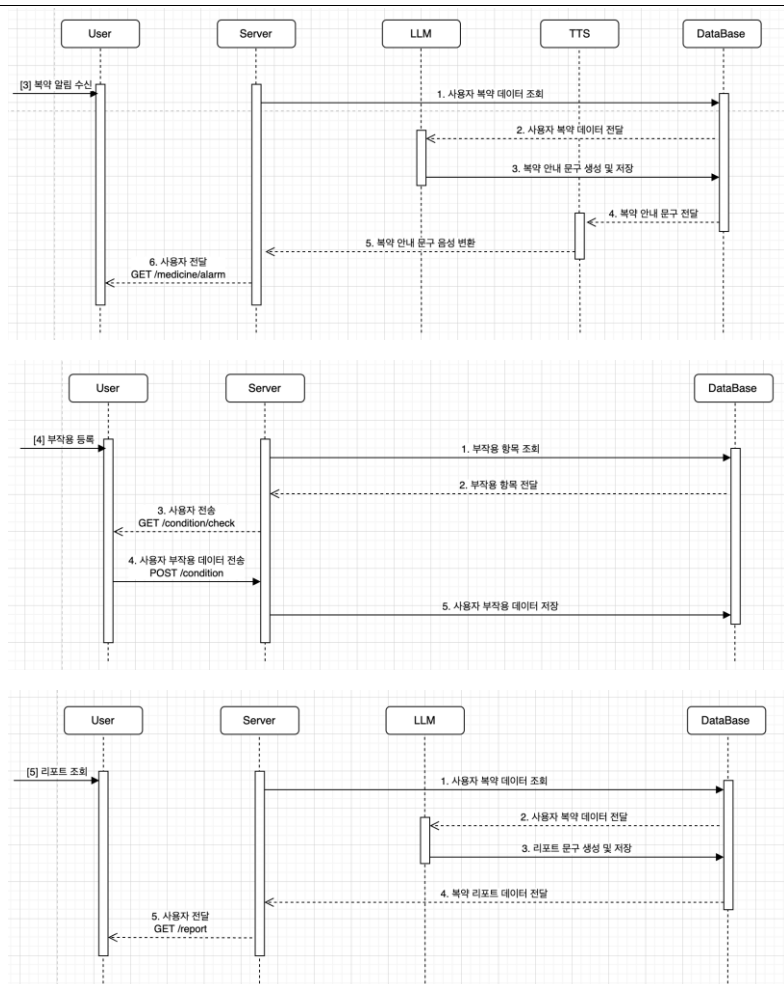 User Server LLM TTS DataBase
[3] 복약 알림 수신
1. 사용자 복약 데이터 조회
2. 사용자 복약 데이터 전달
3. 복약 안내 문구 생성 및 저장
4. 복약 안내 문구 전달
5. 복약 안내 문구 음성 변환
6. 사용자 전달
GET /medicine/alarm
User Server DataBase
[4] 부작용 등록
1. 부작용 항목 조회
2. 부작용 항목 전달
3. 사용자 전송
GET /condition/check
4. 사용자 부작용 데이터 전송
POST /condition
5. 사용자 부작용 데이터 저장
User Server LLM DataBase
[5] 리포트 조회
1. 사용자 복약 데이터 조회
2. 사용자 복약 데이터 전달
3. 리포트 문구 생성 및 저장
4. 복약 리포트 데이터 전달
5. 사용자 전달
GET /report